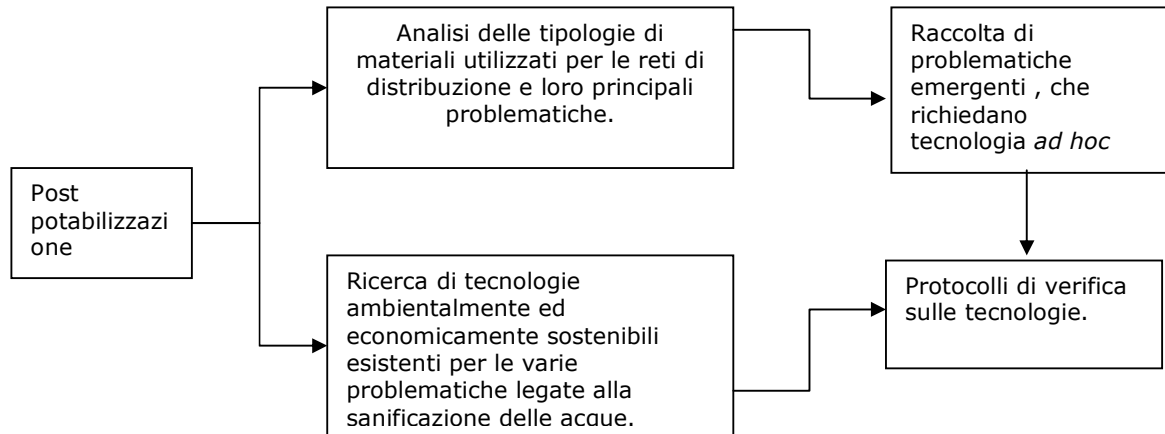 Post
potabilizzazi
one
Analisi delle tipologie di
materiali utilizzati per le reti di
distribuzione e loro principali
problematiche.
Raccolta di
problematiche
emergenti , che
richiedano
tecnologia ad hoc
Ricerca di tecnologie
ambientalmente ed
economicamente sostenibili
esistenti per le varie
problematiche legate alla
sanificazione delle acque.
Protocolli di verifica
sulle tecnologie.